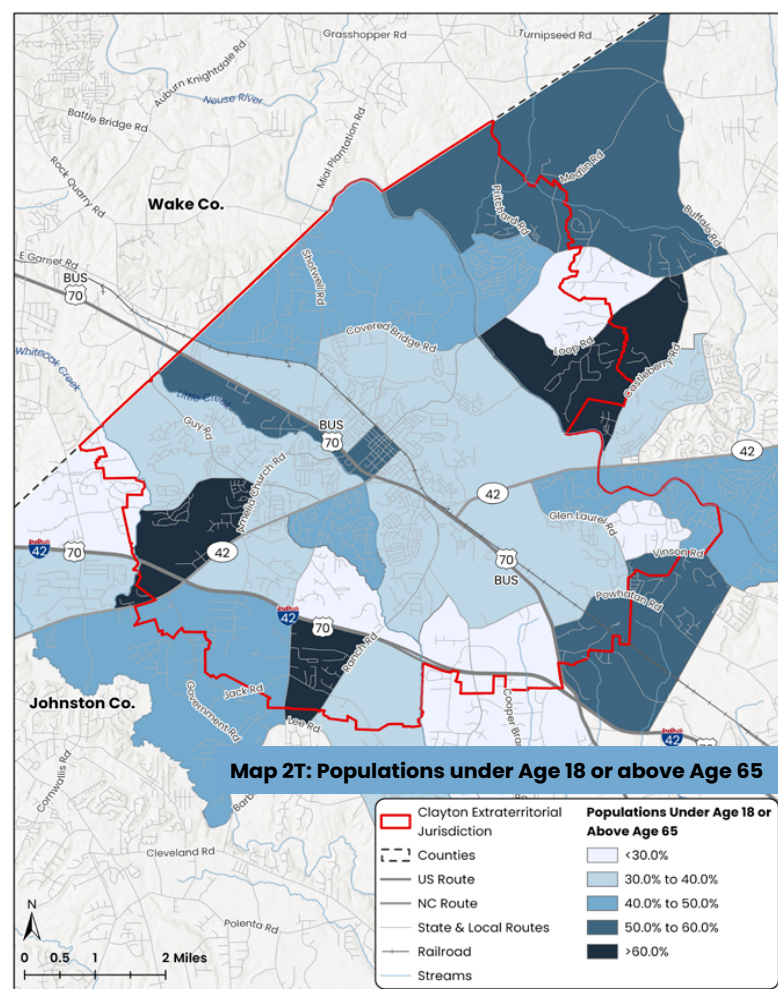 Grasshopper Rd
Turnipseed Rd
Auburn Knightdale Rd
Neuse River
Battle Bridge Rd
Mial Plantation Rd
Medlin Rd
Rock Quarry Rd
Wake Co.
Pritchard Rd
Buffalo Rd
E Garner Rd
BUS
70
Shotwell Rd
Covered Bridge Rd
Loop Rd
Whiteoak Creek
Little Creek
Castleberry Rd
Guy Rd
BUS
70
42
Amelia Church Rd
42
Glen Laurel Rd
42
70
42
Vinson Rd
70
BUS
Powhatan Rd
42
70
Ranch Rd
Johnston Co.
Jack Rd
Government Rd
Lee Rd
Cooper Bra
42
70
Map 2T: Populations under Age 18 or above Age 65
Cornwallis Rd
Barb
Cleveland Rd
Polenta Rd
N
0 0.5 1 2 Miles
Clayton Extraterritorial
Jurisdiction
Counties
US Route
NC Route
State & Local Routes
Railroad
Streams
Populations Under Age 18 or
Above Age 65
<30.0%
30.0% to 40.0%
40.0% to 50.0%
50.0% to 60.0%
>60.0%